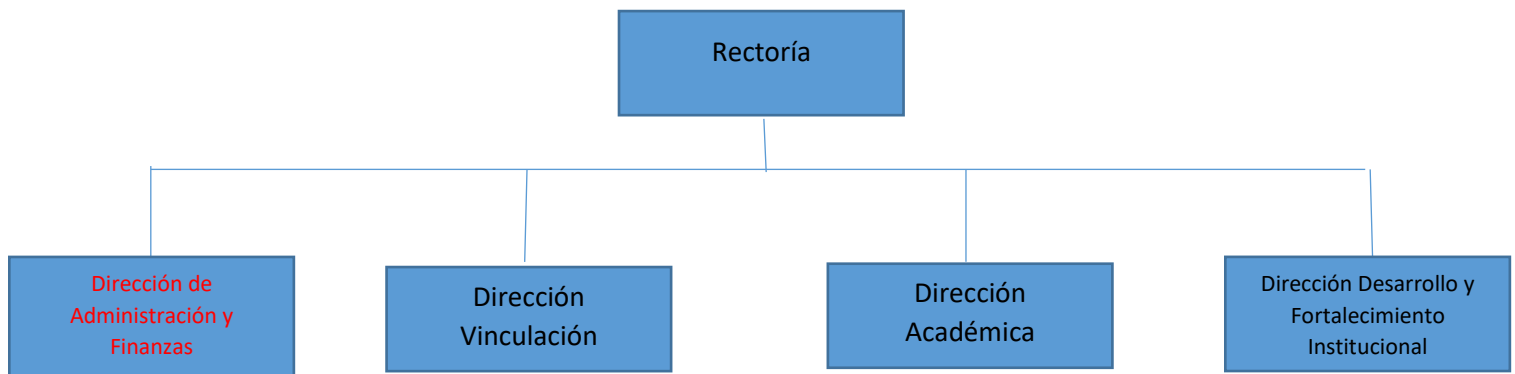 Rectoría
Dirección de
Administración y
Finanzas
Dirección
Vinculación
Dirección
Académica
Dirección Desarrollo y
Fortalecimiento
Institucional